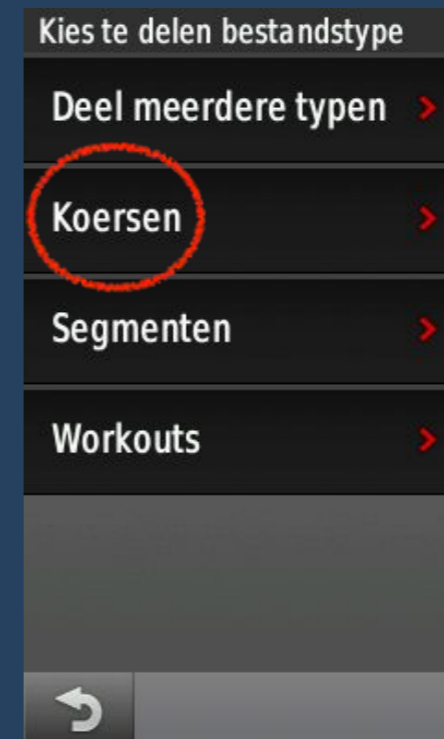 Kies te delen bestandstype
Deel meerdere typen
Koersen
Segmenten
Workouts